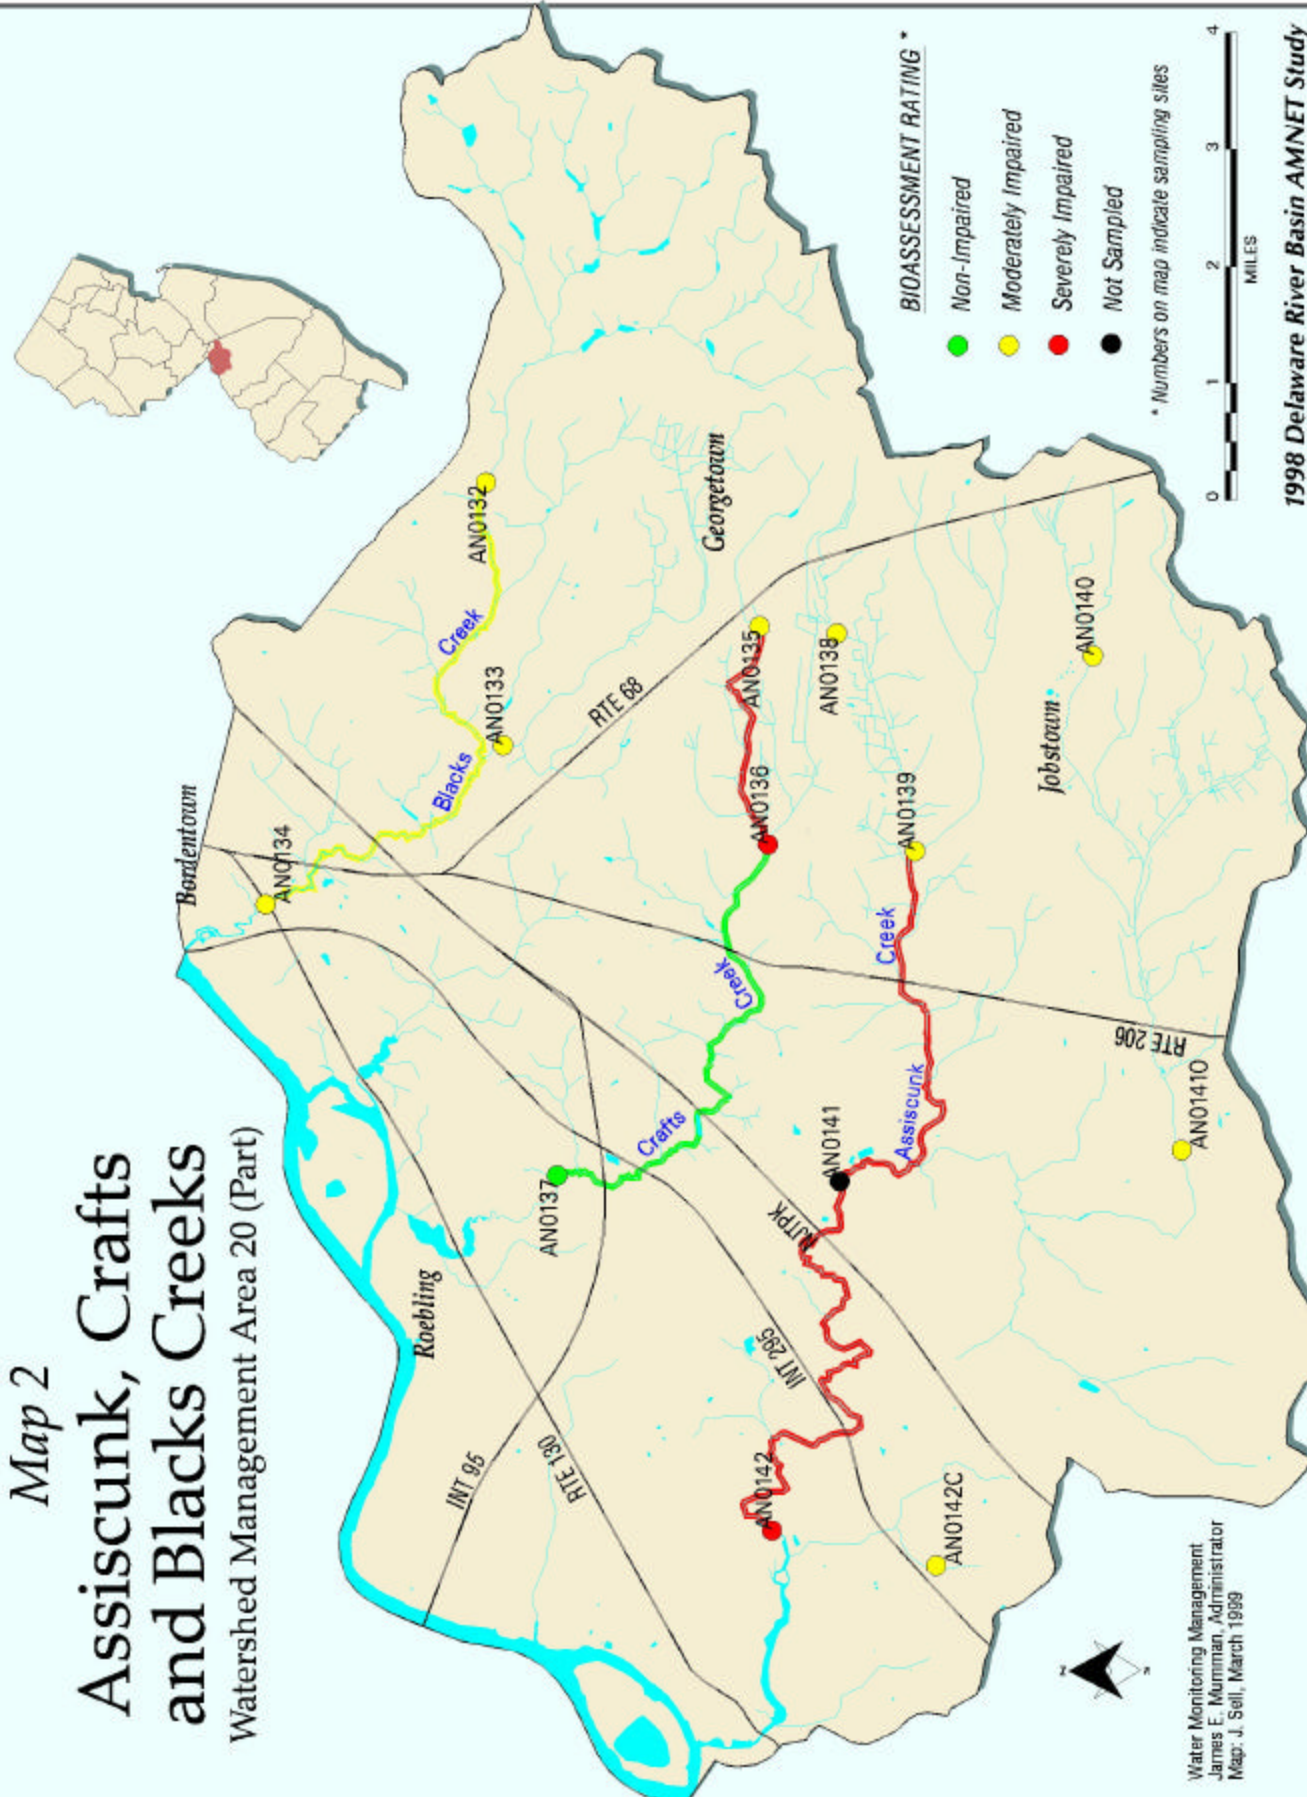 Map 2
Assiscunk, Crafts
and Blacks Creeks
Watershed Management Area 20 (Part)
Bordentown
AN0134
Blacks
Creek
AN0132
AN0133
RTE 68
Georgetown
Roebling
AN0137
Crafts
Creek
AN0136
AN0135
AN0138
INT 95
RTE 130
INT 295
NJTPK
AN0141
Assiscunk
Creek
AN0139
AN0142
AN0142C
RTE 206
Jobstown
AN0140
AN0141O
BIOASSESSMENT RATING *
Non-Impaired
Moderately Impaired
Severely Impaired
Not Sampled
* Numbers on map indicate sampling sites
0 1 2 3 4
MILES
N
Water Monitoring Management
James E. Mumman, Administrator
Map: J. Sell, March 1999
1998 Delaware River Basin AMNET Study